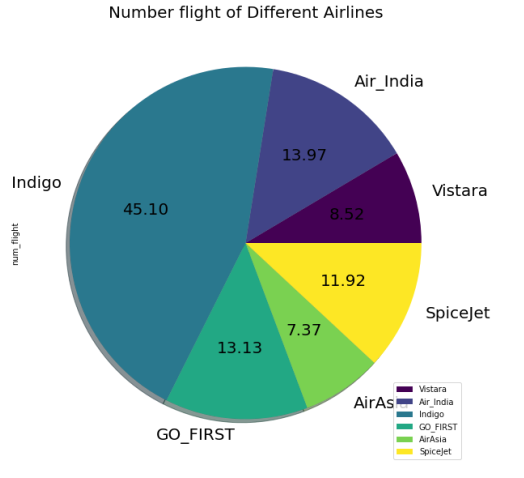 Number flight of Different Airlines
Air_India
13.97
Indigo
45.10
Vistara
8.52
num_flight
11.92
SpiceJet
7.37
13.13
AirAsia
GO_FIRST
Vistara
Air_India
Indigo
GO_FIRST
AirAsia
SpiceJet